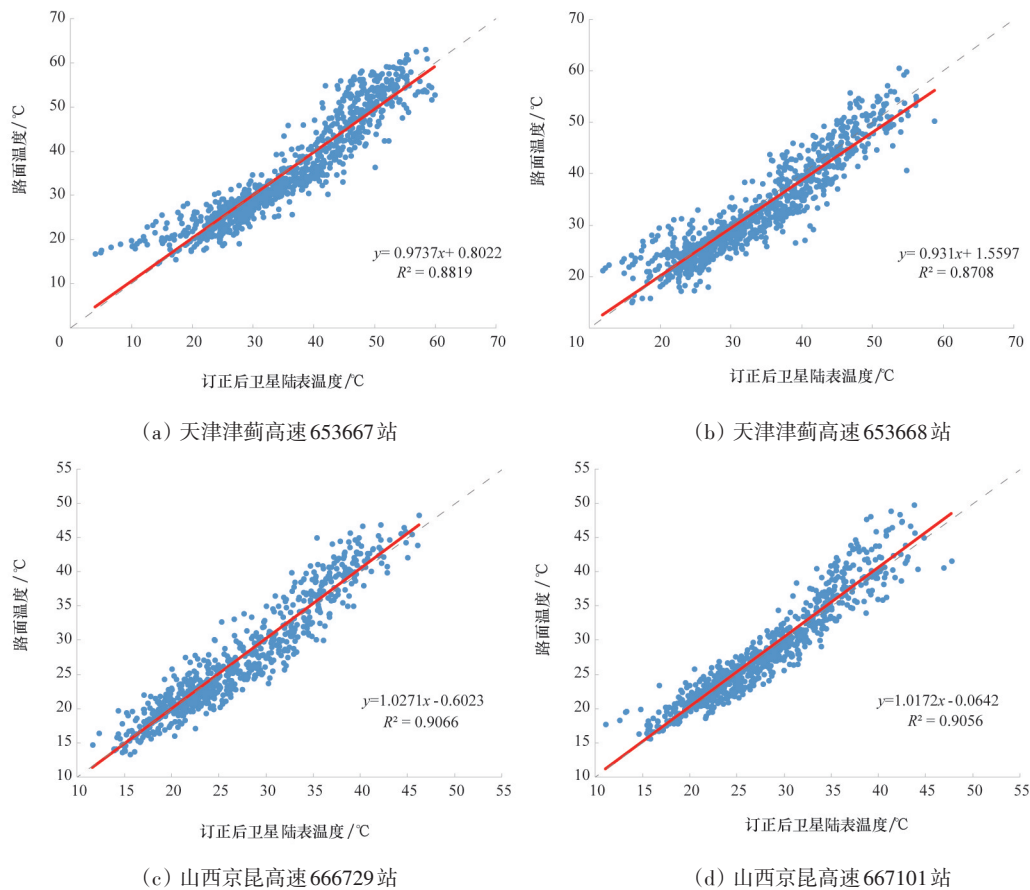 70
60
50
40
30
20
10
路面温度/℃
y= 0.9737x+ 0.8022
R² = 0.8819
0 10 20 30 40 50 60 70
订正后卫星陆表温度/℃
(a) 天津津蓟高速653667站
70
60
50
40
30
20
10
路面温度/℃
y= 0.931x+ 1.5597
R² = 0.8708
10 20 30 40 50 60 70
订正后卫星陆表温度/℃
(b) 天津津蓟高速653668站
55
50
45
40
35
30
25
20
15
10
路面温度/℃
y=1.0271x - 0.6023
R² = 0.9066
10 15 20 25 30 35 40 45 50 55
订正后卫星陆表温度/℃
(c) 山西京昆高速666729站
55
50
45
40
35
30
25
20
15
10
路面温度/℃
y=1.0172x -0.0642
R² = 0.9056
10 15 20 25 30 35 40 45 50 55
订正后卫星陆表温度/℃
(d) 山西京昆高速667101站